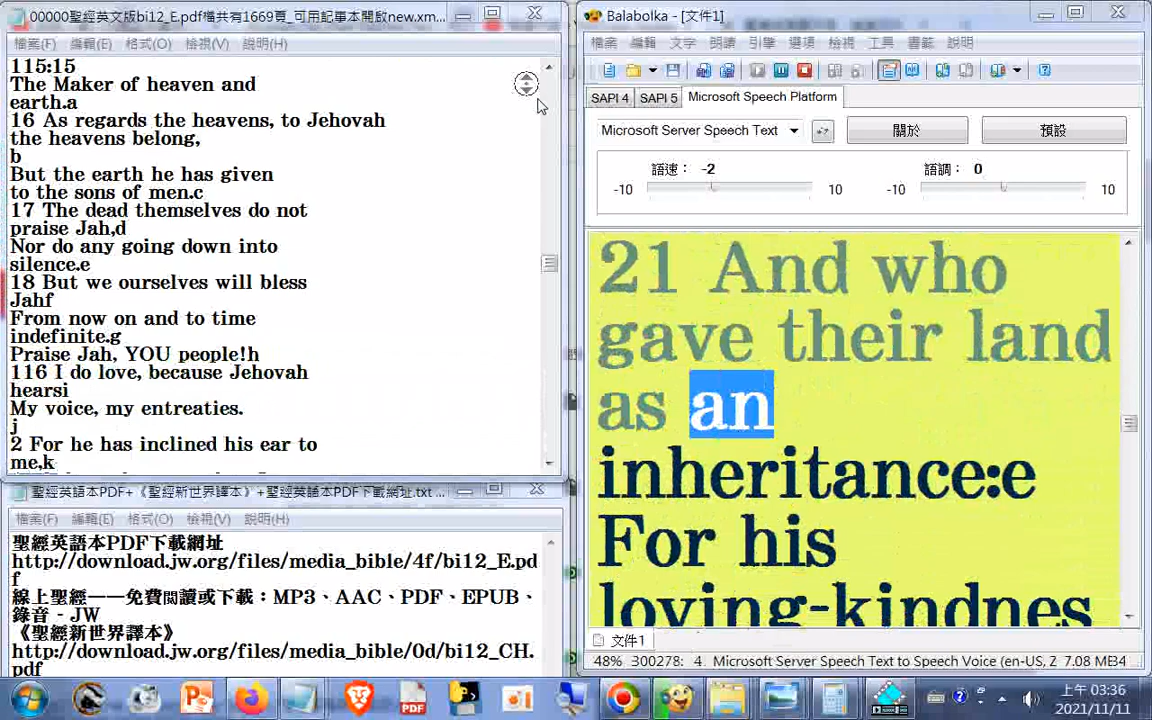 00000聖經英文版bi12_E.pdf檔共有1669頁_可用記事本開啟new.xm...
檔案(F) 編輯(E) 格式(O) 檢視(V) 說明(H)
115:15
The Maker of heaven and
earth.a
16 As regards the heavens, to Jehovah
the heavens belong,
b
But the earth he has given
to the sons of men.c
17 The dead themselves do not
praise Jah,d
Nor do any going down into
silence.e
18 But we ourselves will bless
Jahf
From now on and to time
indefinite.g
Praise Jah, YOU people!h
116 I do love, because Jehovah
hearsi
My voice, my entreaties.
j
2 For he has inclined his ear to
me,k
聖經英語本PDF+《聖經新世界譯本》+聖經英語本PDF下載網址.txt ...
檔案(F) 編輯(E) 格式(O) 檢視(V) 說明(H)
聖經英語本PDF下載網址
http://download.jw.org/files/media_bible/4f/bi12_E.pd
f
線上聖經——免費閱讀或下載：MP3、AAC、PDF、EPUB、
錄音 - JW
《聖經新世界譯本》
http://download.jw.org/files/media_bible/0d/bi12_CH.
pdf
Balabolka - [文件1]
檔案 編輯 文字 朗讀 引擎 選項 檢視 工具 書籤 說明
SAPI 4 SAPI 5 Microsoft Speech Platform
Microsoft Server Speech Text 關於 預設
語速： -2 語調： 0
-10 10 -10 10
21 And who
gave their land
as an
inheritance:e
For his
loving-kindnes
文件1
48% 300278: 4. Microsoft Server Speech Text to Speech Voice (en-US, 2 7.08 MB34
上午 03:36
2021/11/11